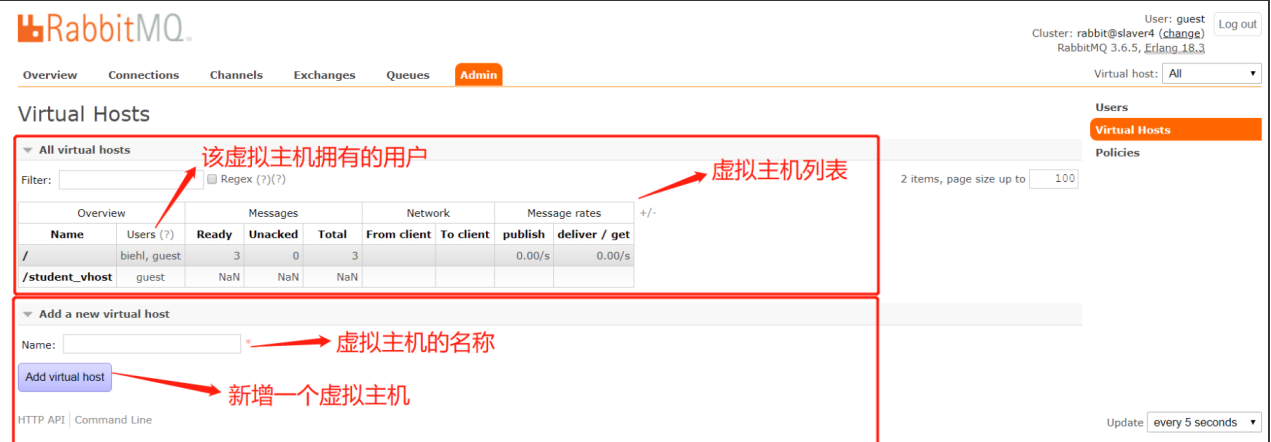 RabbitMQ
User: guest
Log out
Cluster: rabbit@slaver4 (change)
RabbitMQ 3.6.5, Erlang 18.3
Overview Connections Channels Exchanges Queues Admin
Virtual host: All
Virtual Hosts
Users
Virtual Hosts
Policies
All virtual hosts
该虚拟主机拥有的用户
虚拟主机列表
Filter: Regex (?)(?)
2 items, page size up to 100
Overview Messages Network Message rates +/-
Name Users (?) Ready Unacked Total From client To client publish deliver / get
/ biehl, guest 3 0 3 0.00/s 0.00/s
/student_vhost guest NaN NaN NaN
Add a new virtual host
Name: * 虚拟主机的名称
Add virtual host
新增一个虚拟主机
HTTP API Command Line
Update every 5 seconds